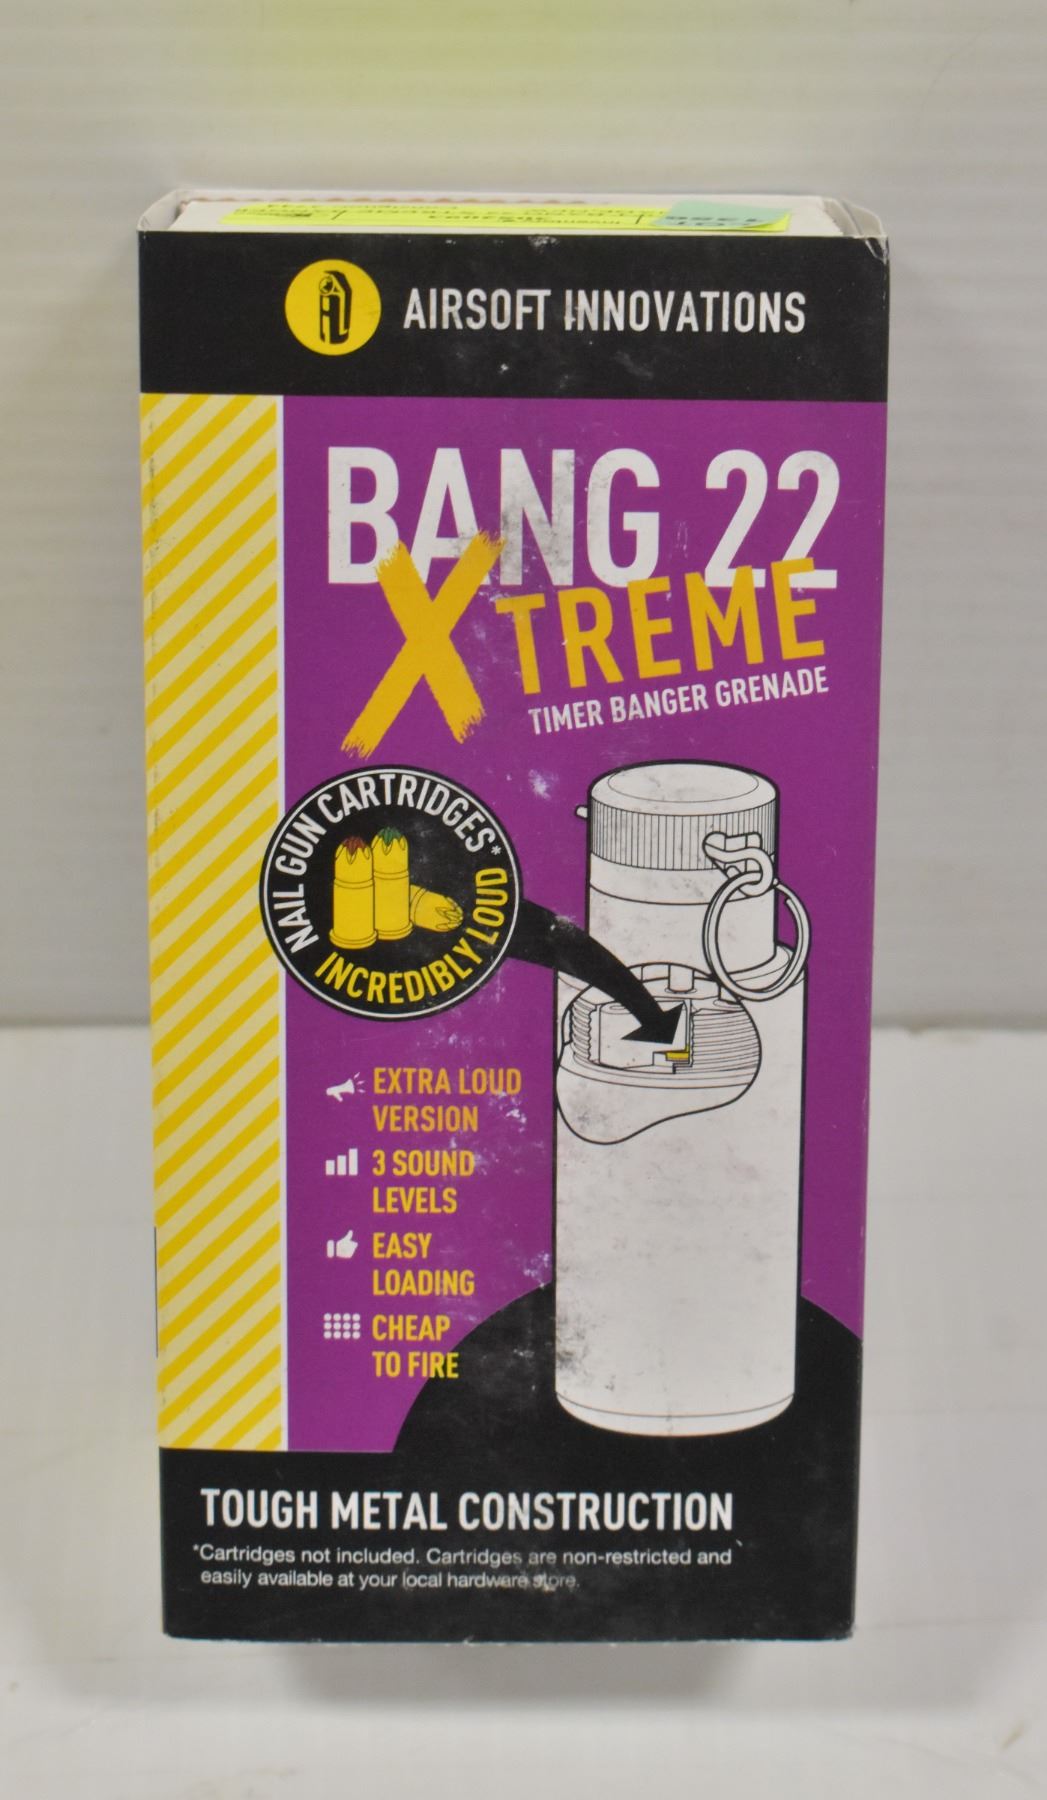 AIRSOFT INNOVATIONS
BANG 22
XTREME
TIMER BANGER GRENADE
NAIL GUN CARTRIDGES*
INCREDIBLY LOUD
EXTRA LOUD
VERSION
3 SOUND
LEVELS
EASY
LOADING
CHEAP
TO FIRE
TOUGH METAL CONSTRUCTION
*Cartridges not included. Cartridges are non-restricted and
easily available at your local hardware store.